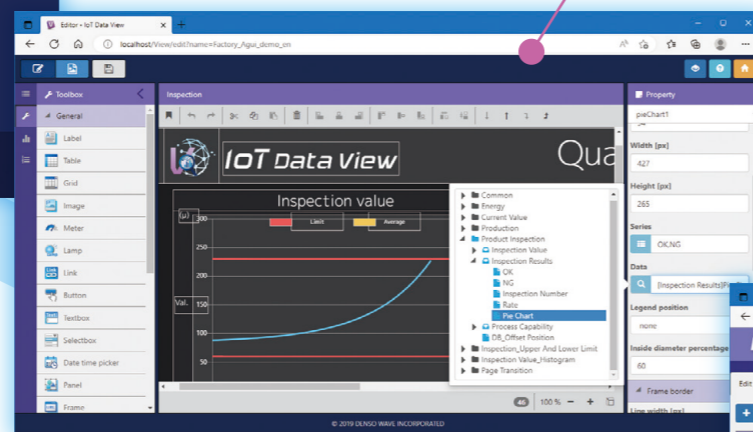 Editor - IoT Data View
localhost/View/edit?name=Factory_Agui_demo_en
Toolbox
Inspection
Property
General
pieChart1
Label
Table
Grid
Image
Meter
Lamp
Link
Button
Textbox
Selectbox
Date time picker
Panel
Frame
IoT Data View
Qua
Inspection value
(μ)
300
Limit
Average
250
200
Val.
150
100
50
Common
Energy
Current Value
Production
Product Inspection
Inspection Value
Inspection Results
OK
NG
Inspection Number
Rate
Pie Chart
Process Capability
DB_Offset Position
Inspection_Upper And Lower Limit
Inspection Value_Histogram
Page Transition
Width [px]
427
Height [px]
265
Series
OK,NG
Data
Legend position
none
Inside diameter percentage
60
Frame border
Line width [px]
Edit
46
100 %
© 2019 DENSO WAVE INCORPORATED